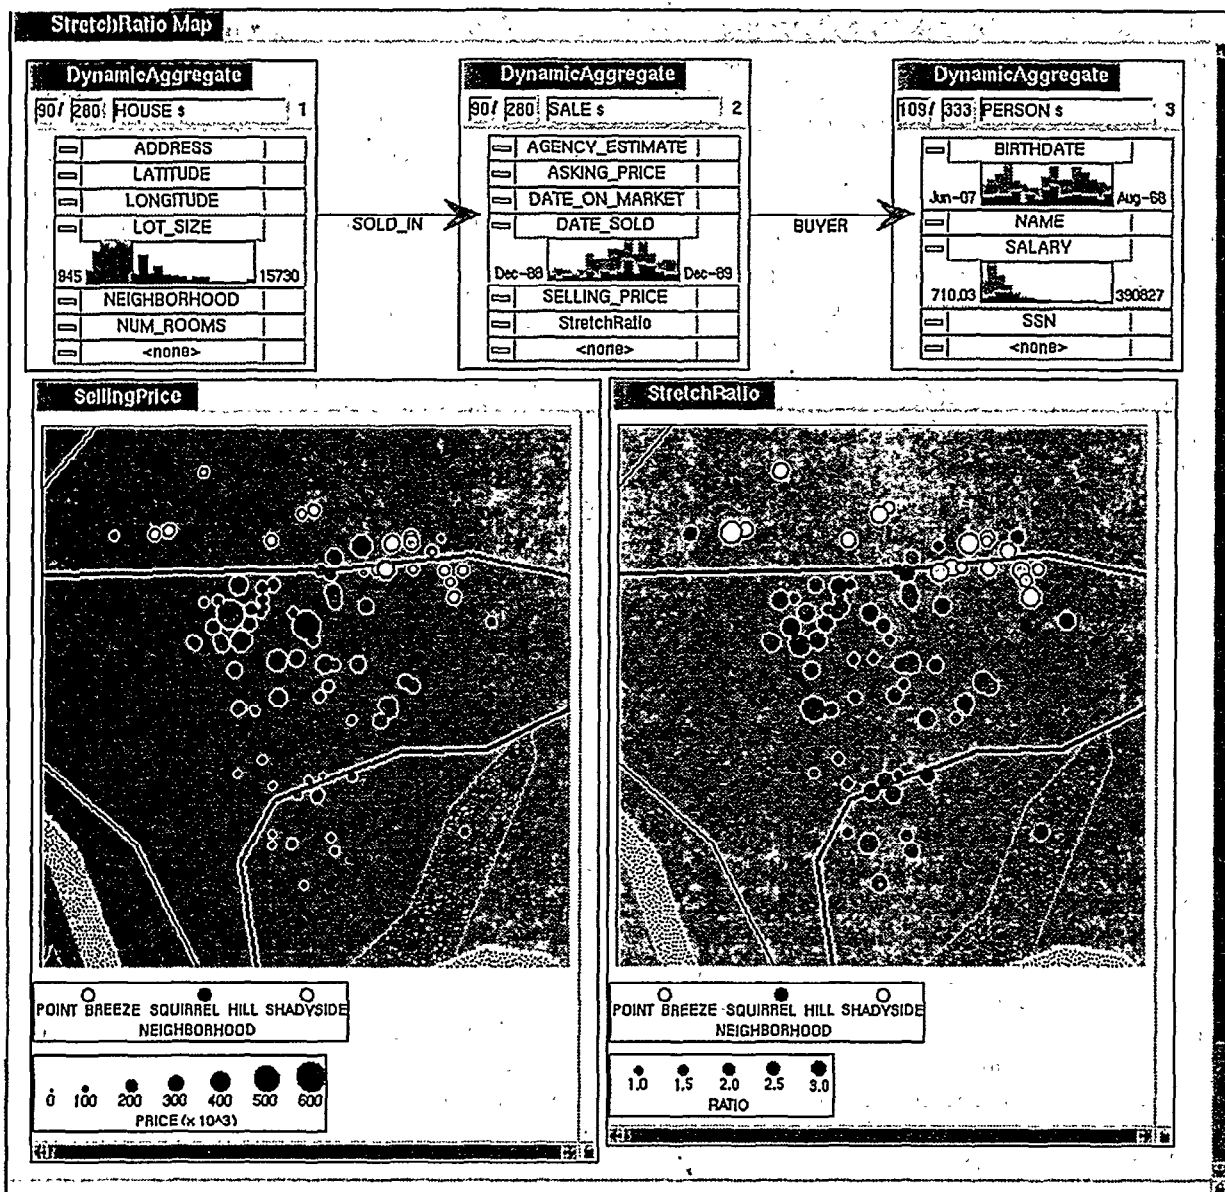 StretchRatio Map
DynamicAggregate
90/ 280 HOUSE s 1
ADDRESS
LATITUDE
LONGITUDE
LOT_SIZE
845 15730
NEIGHBORHOOD
NUM_ROOMS
<none>
SOLD_IN
DynamicAggregate
90/ 280 SALE s 2
AGENCY_ESTIMATE
ASKING_PRICE
DATE_ON_MARKET
DATE_SOLD
Dec-88 Dec-89
SELLING_PRICE
StretchRatio
<none>
BUYER
DynamicAggregate
109/ 333 PERSON s 3
BIRTHDATE
Jun-07 Aug-68
NAME
SALARY
710.03 390827
SSN
<none>
SellingPrice
POINT BREEZE SQUIRREL HILL SHADYSIDE
NEIGHBORHOOD
0 100 200 300 400 500 600
PRICE (x 10^3)
StretchRatio
POINT BREEZE SQUIRREL HILL SHADYSIDE
NEIGHBORHOOD
1.0 1.5 2.0 2.5 3.0
RATIO